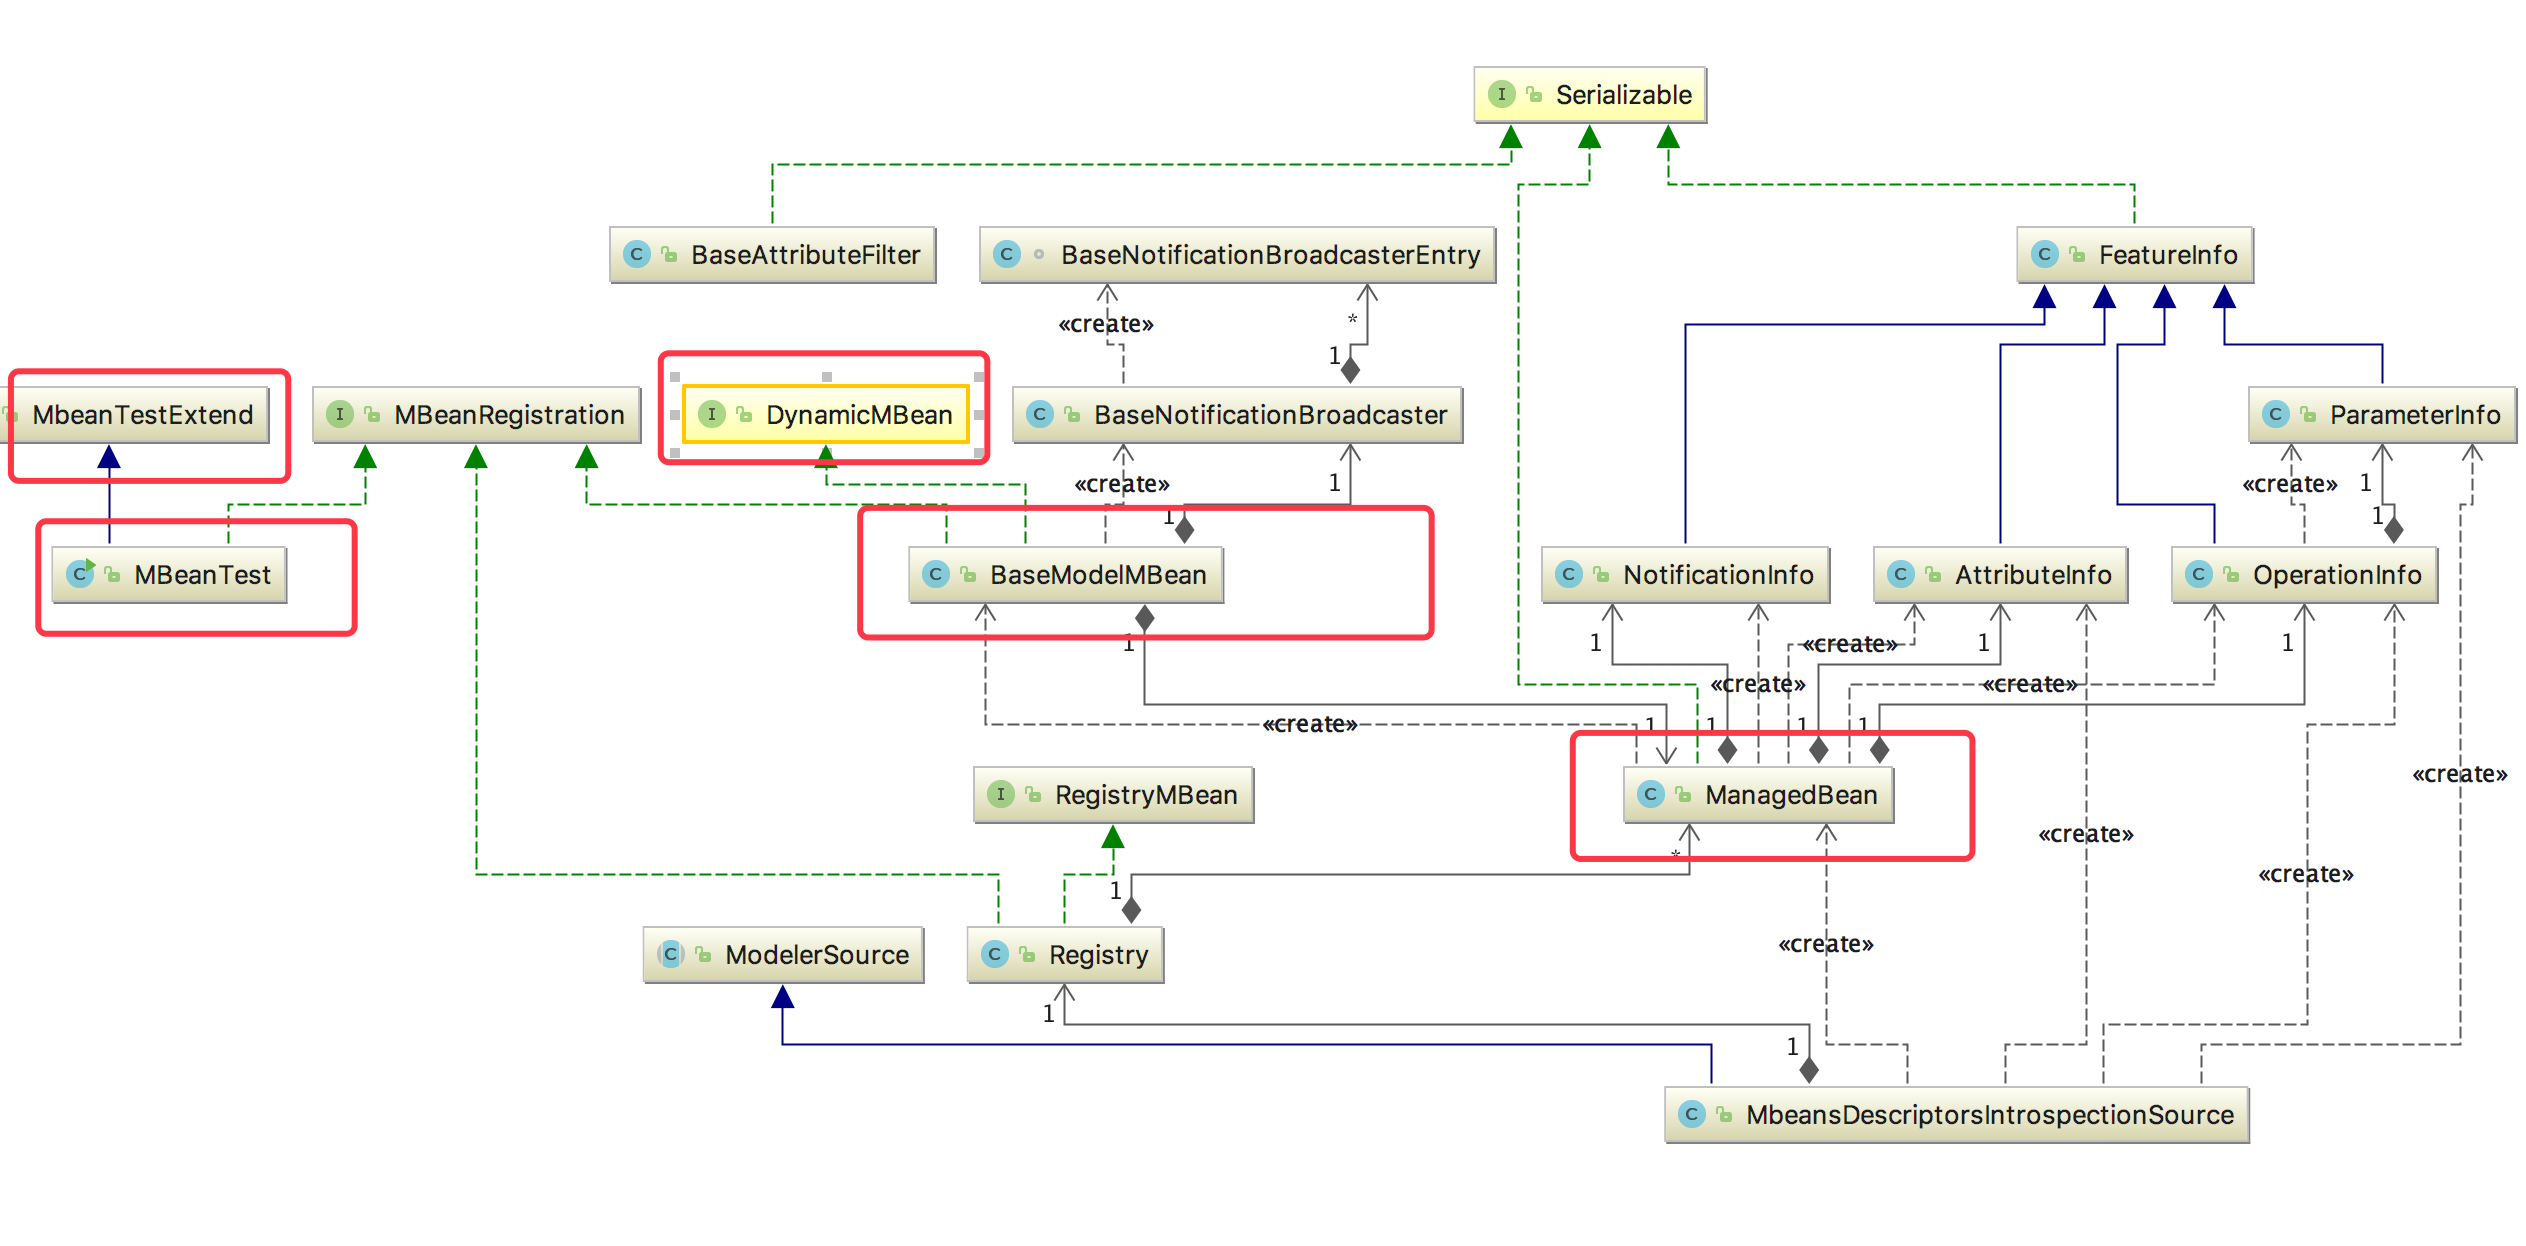 Serializable
BaseAttributeFilter
BaseNotificationBroadcasterEntry
FeatureInfo
«create»
*
1
MbeanTestExtend
MBeanRegistration
DynamicMBean
BaseNotificationBroadcaster
ParameterInfo
«create»
1
«create»
1
1
1
MBeanTest
BaseModelMBean
NotificationInfo
AttributeInfo
OperationInfo
1
1
«create»
1
1
«create»
«create»
«create»
1
1
1
1
«create»
RegistryMBean
ManagedBean
«create»
*
«create»
1
«create»
ModelerSource
Registry
1
1
MbeansDescriptorsIntrospectionSource